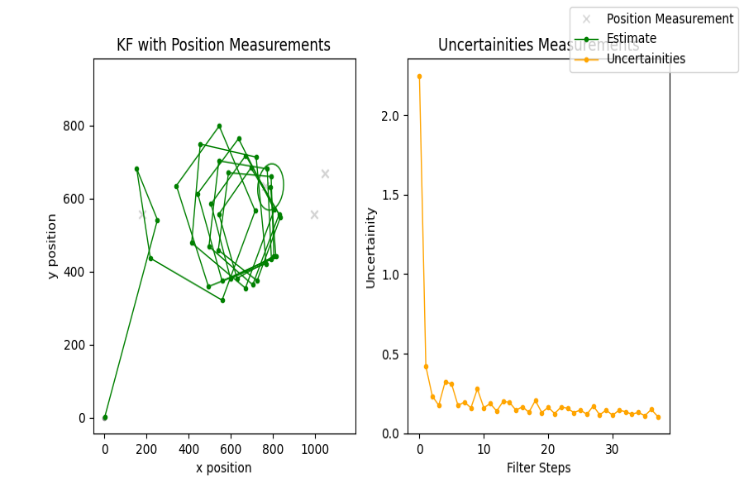 KF with Position Measurements
Uncertainities Measurements
Position Measurement
Estimate
Uncertainities
800
600
400
200
0
y position
0 200 400 600 800 1000
x position
2.0
1.5
1.0
0.5
0.0
Uncertainity
0 10 20 30
Filter Steps